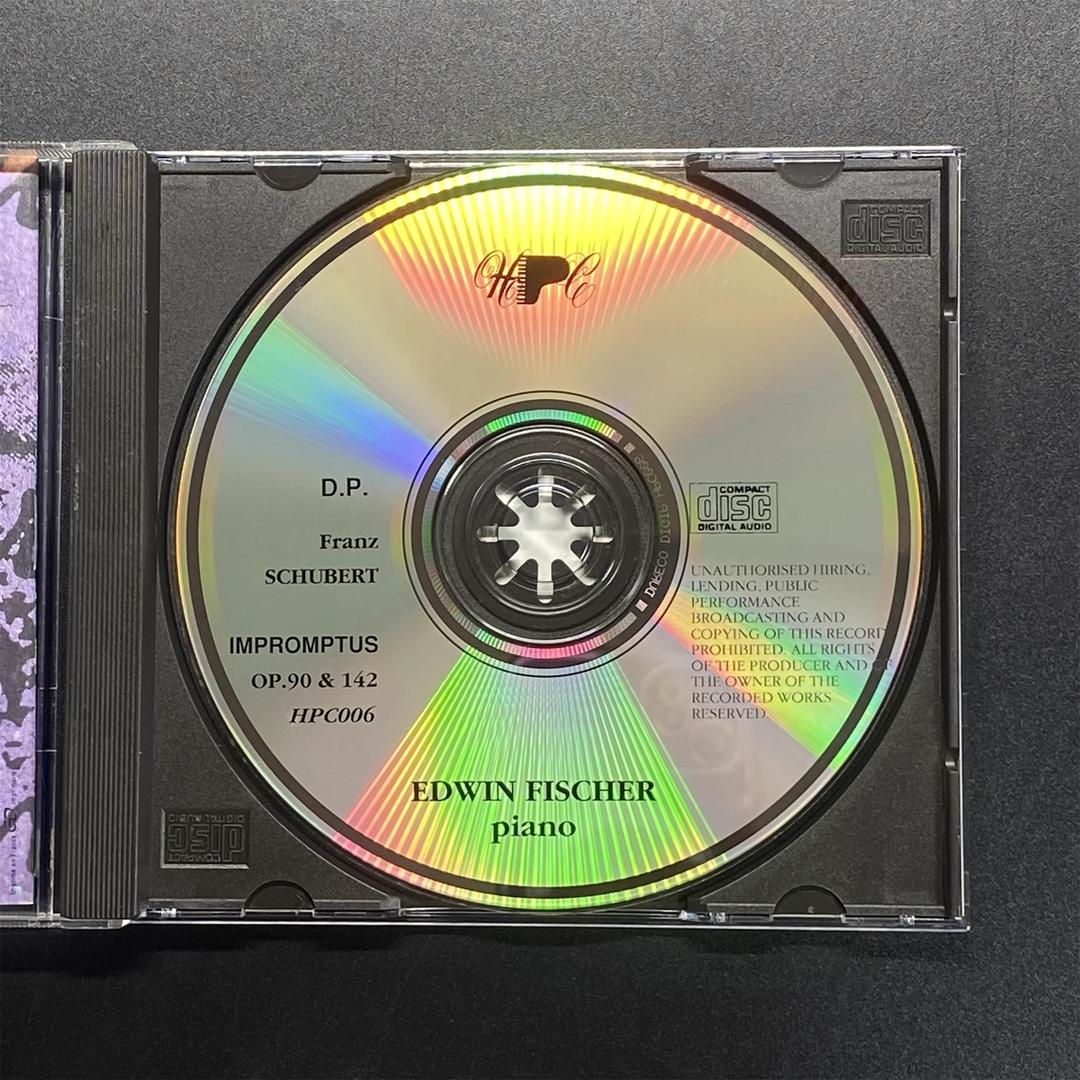 COMPACT
disc
DIGITAL AUDIO
HPC
D.P.
Franz
SCHUBERT
IMPROMPTUS
OP.90 & 142
HPC006
COMPACT
disc
DIGITAL AUDIO
UNAUTHORISED HIRING,
LENDING, PUBLIC
PERFORMANCE
BROADCASTING AND
COPYING OF THIS RECORD
PROHIBITED. ALL RIGHTS
OF THE PRODUCER AND OF
THE OWNER OF THE
RECORDED WORKS
RESERVED.
EDWIN FISCHER
piano
COMPACT
disc
DIGITAL AUDIO